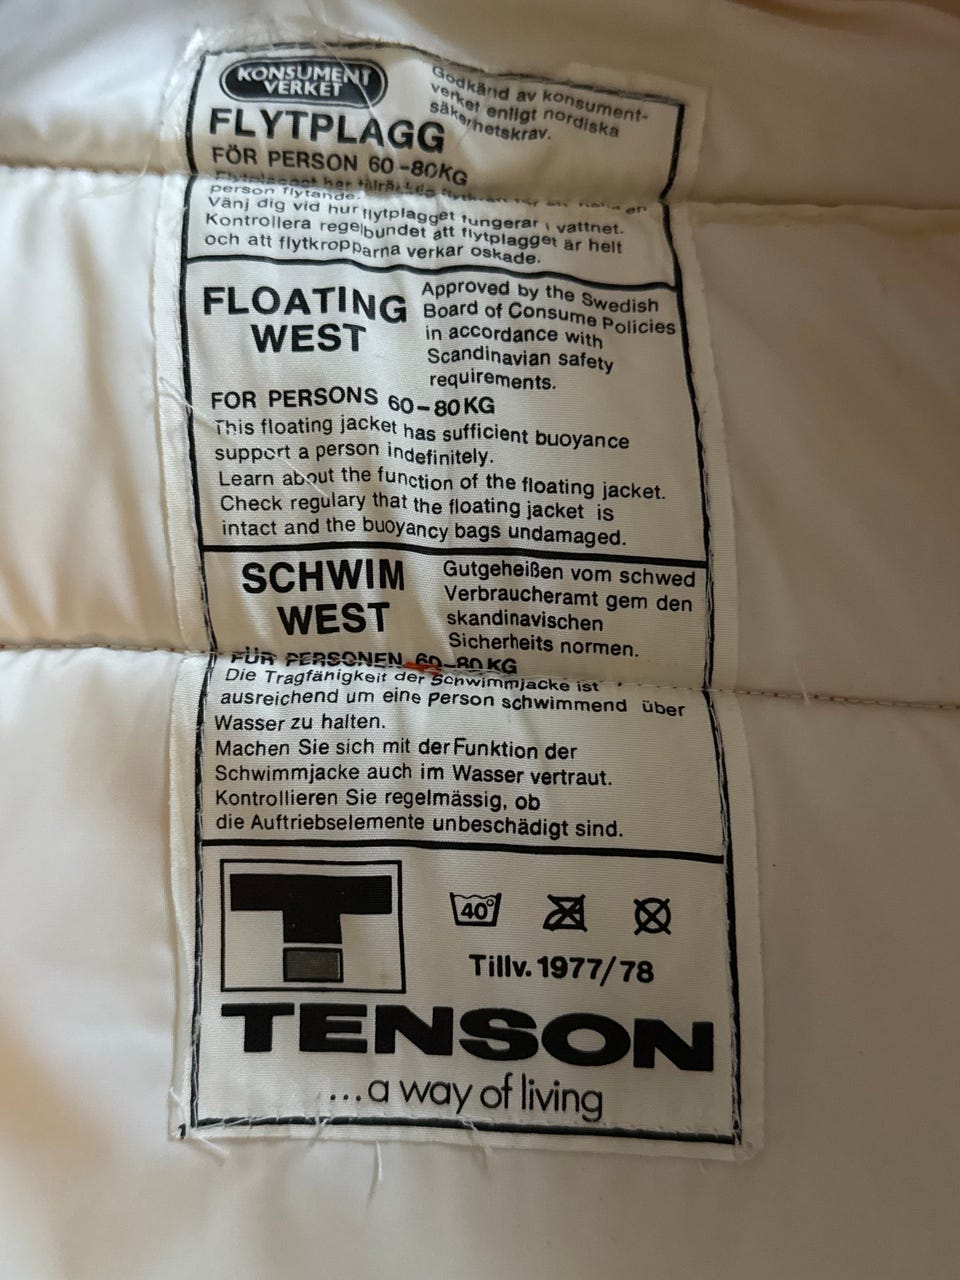 KONSUMENT
VERKET
Godkänd av konsument-
verket enligt nordiska
säkerhetskrav.
FLYTPLAGG
FÖR PERSON 60-80KG
Flytplagget har
person flytande.
Vänj dig vid hur flytplagget fungerar i vattnet.
Kontrollera regelbundet att flytplagget är helt
och att flytkropparna verkar oskade.
FLOATING
WEST
Approved by the Swedish
Board of Consume Policies
in accordance with
Scandinavian safety
requirements.
FOR PERSONS 60-80KG
This floating jacket has sufficient buoyance
support a person indefinitely.
Learn about the function of the floating jacket.
Check regulary that the floating jacket is
intact and the buoyancy bags undamaged.
SCHWIM
WEST
Gutgeheißen vom schwed
Verbraucheramt gem den
skandinavischen
Sicherheits normen.
FÜR PERSONEN 60-80KG
Die Tragfähigkeit der Schwimmjacke ist
ausreichend um eine person schwimmend über
Wasser zu halten.
Machen Sie sich mit der Funktion der
Schwimmjacke auch im Wasser vertraut.
Kontrollieren Sie regelmässig, ob
die Auftriebselemente unbeschädigt sind.
40°
Tillv. 1977/78
TENSON
...a way of living